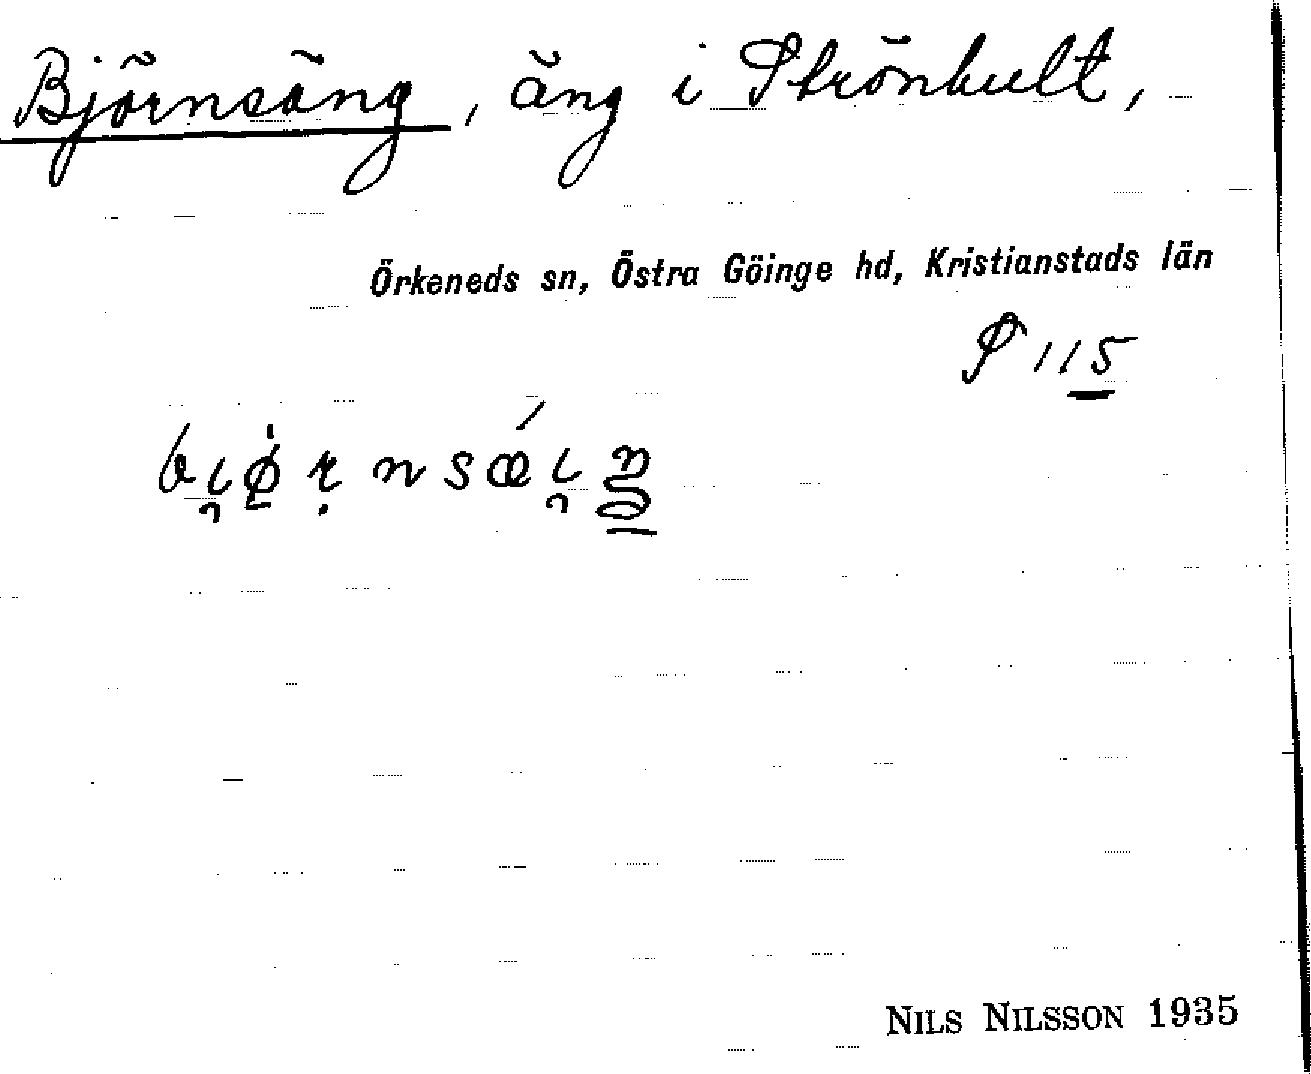 Björnsäng, äng i Strönhult,
Örkeneds sn, Östra Göinge hd, Kristianstads län
P 115
NILS NILSSON 1935